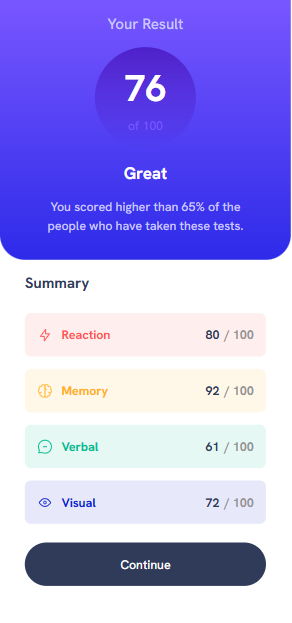 Your Result
76
of 100
Great
You scored higher than 65% of the
people who have taken these tests.
Summary
Reaction 80 / 100
Memory 92 / 100
Verbal 61 / 100
Visual 72 / 100
Continue